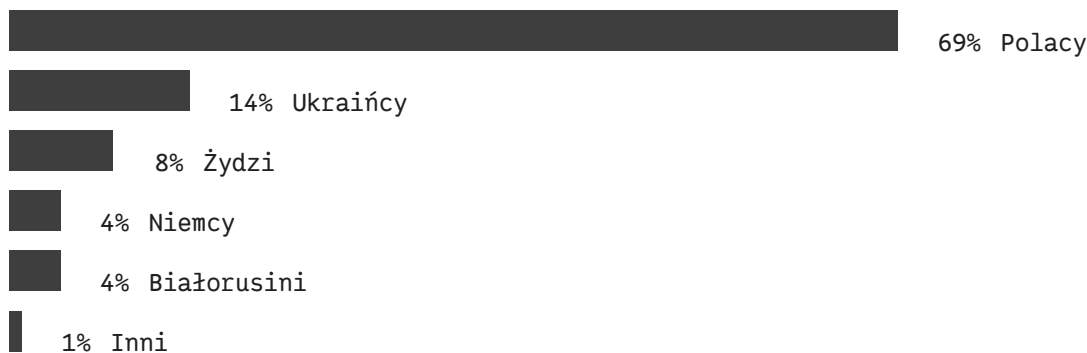 69% Polacy
14% Ukraińcy
8% Żydzi
4% Niemcy
4% Białorusini
1% Inni